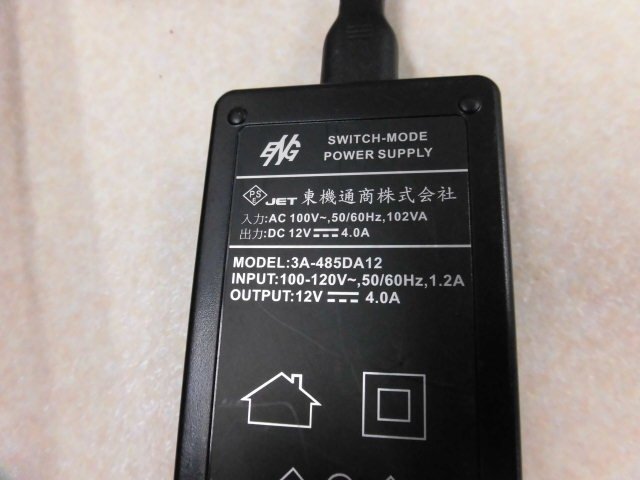 ENG
SWITCH-MODE
POWER SUPPLY
PS
E
JET 東機通商株式会社
入力:AC 100V~,50/60Hz,102VA
出力:DC 12V⎓4.0A
MODEL:3A-485DA12
INPUT:100-120V~,50/60Hz,1.2A
OUTPUT:12V⎓4.0A